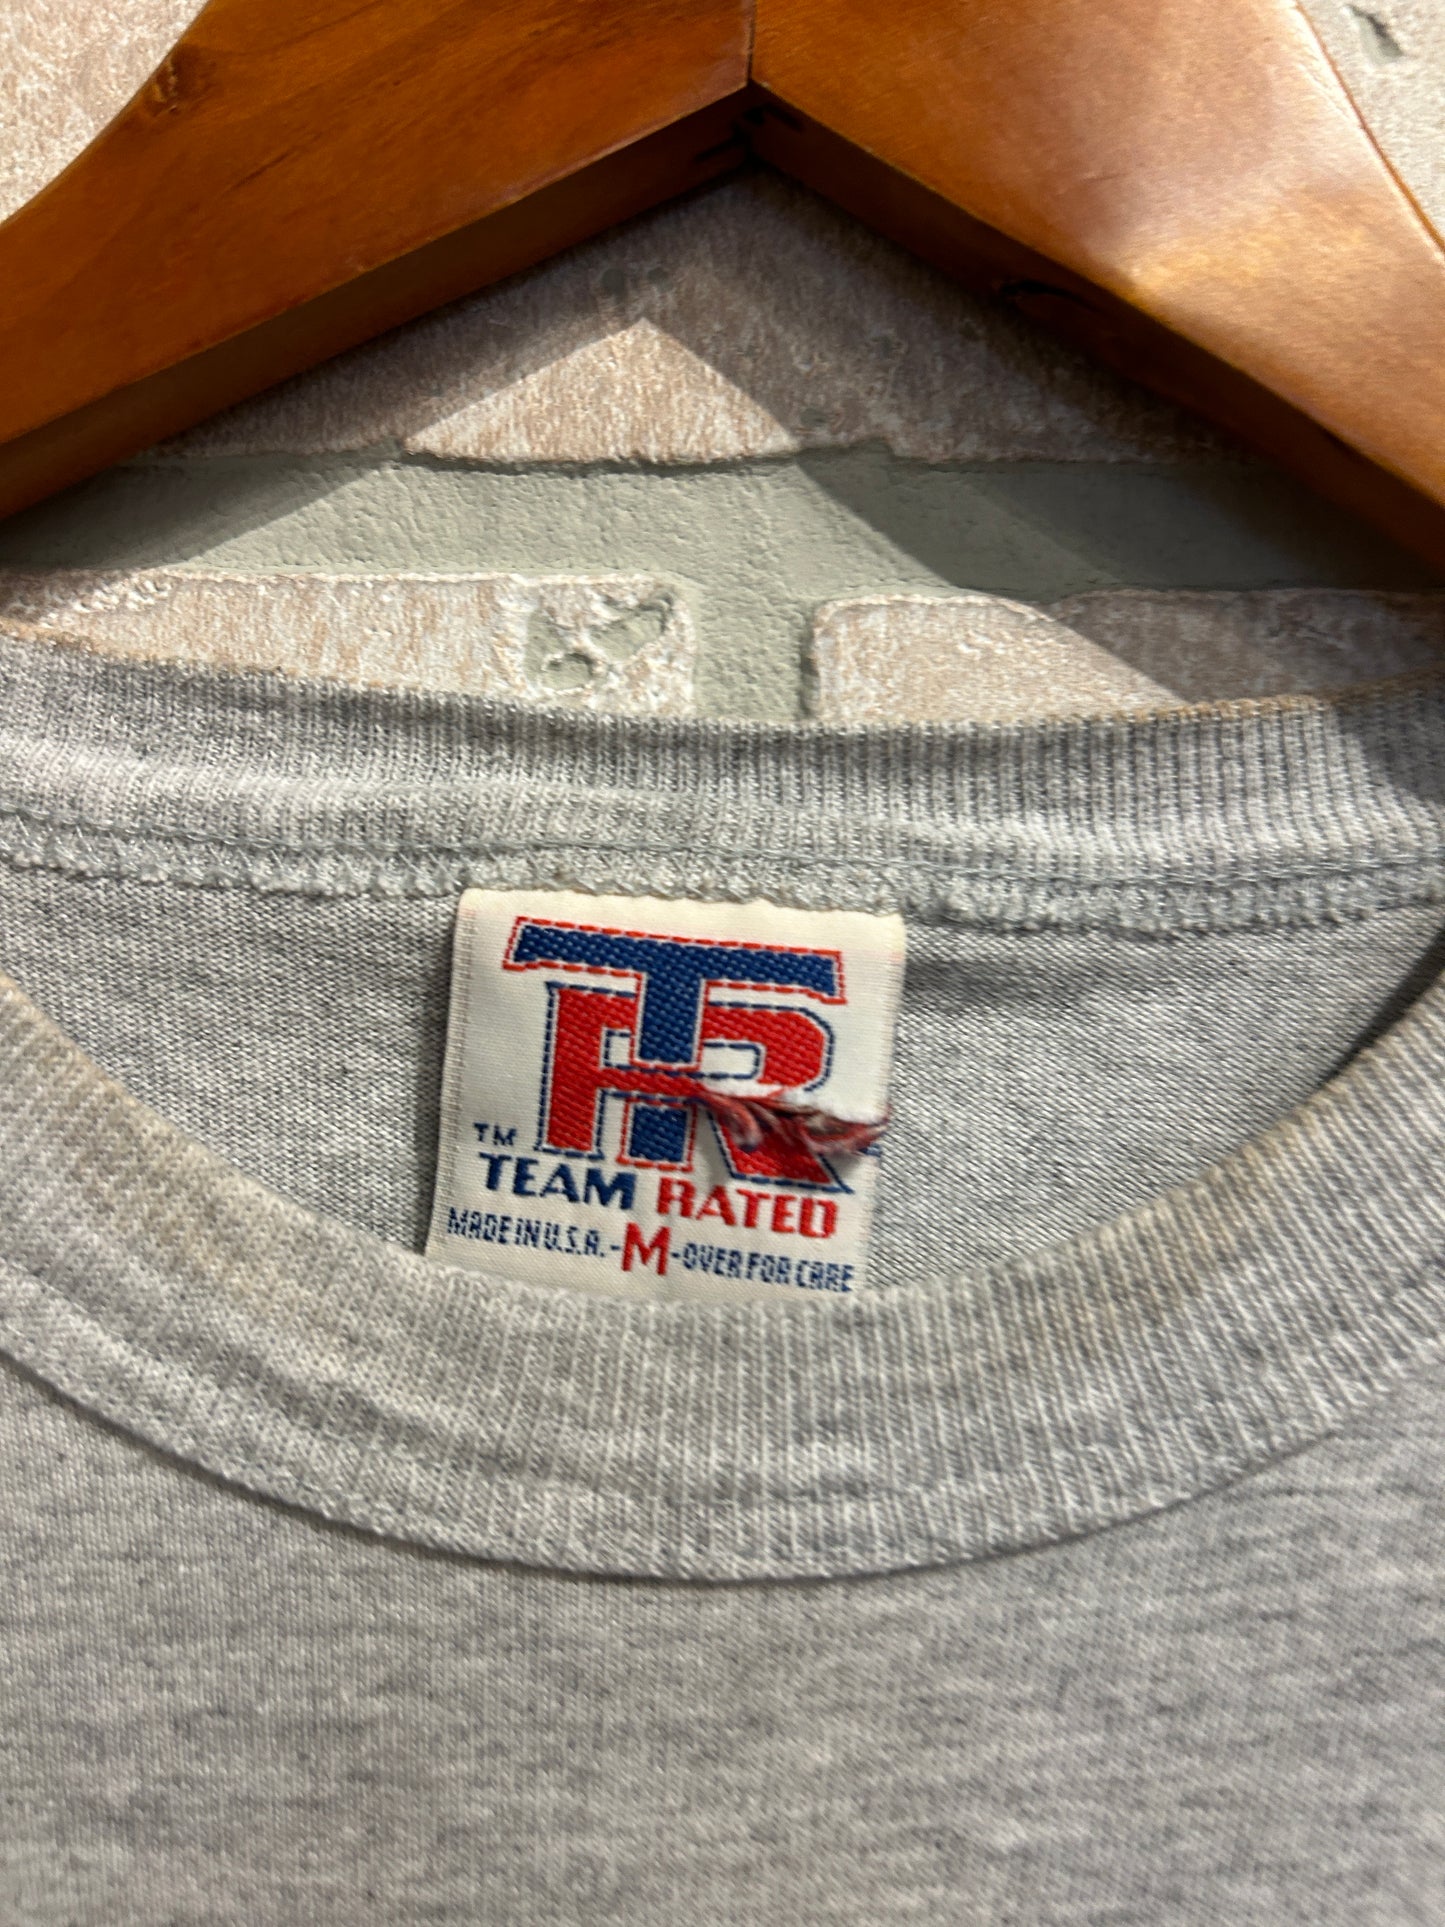 TR
TM
TEAM RATED
MADE IN U.S.A.-M-OVER FOR CARE